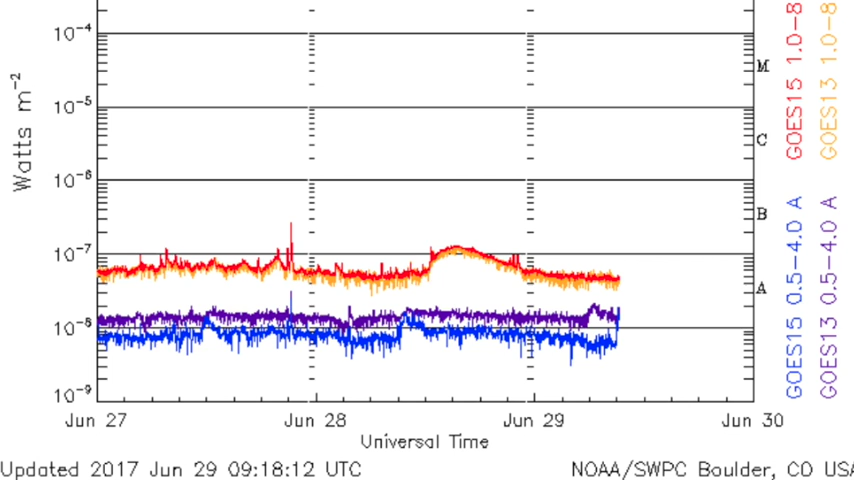 10-4
10-5
10-6
10-7
10-8
10-9
Watts m-2
M
C
B
A
Jun 27
Jun 28
Jun 29
Jun 30
Universal Time
GOES15 0.5-4.0 A GOES15 1.0-8
GOES13 0.5-4.0 A GOES13 1.0-8
Updated 2017 Jun 29 09:18:12 UTC
NOAA/SWPC Boulder, CO USA